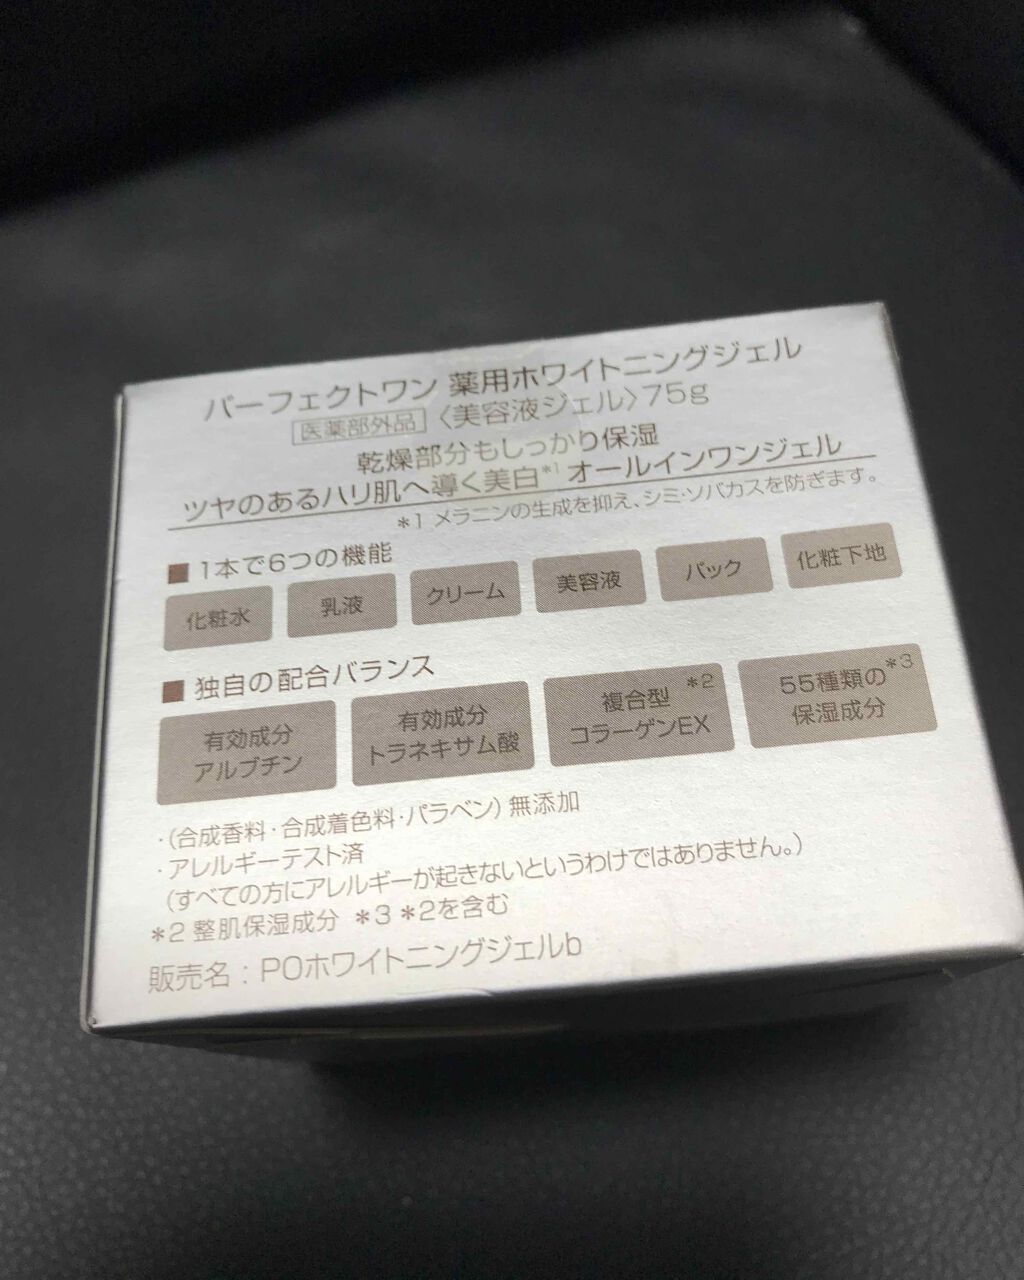 パーフェクトワン 薬用ホワイトニングジェル
医薬部外品 〈美容液ジェル〉75g
乾燥部分もしっかり保湿
ツヤのあるハリ肌へ導く美白*1 オールインワンジェル
*1 メラニンの生成を抑え、シミ・ソバカスを防ぎます。
■ 1本で6つの機能
化粧水 乳液 クリーム 美容液 パック 化粧下地
■ 独自の配合バランス
有効成分
アルブチン
有効成分
トラネキサム酸
複合型*2
コラーゲンEX
55種類の*3
保湿成分
・(合成香料・合成着色料・パラベン) 無添加
・アレルギーテスト済
(すべての方にアレルギーが起きないというわけではありません。)
*2 整肌保湿成分 *3 *2を含む
販売名:POホワイトニングジェルb